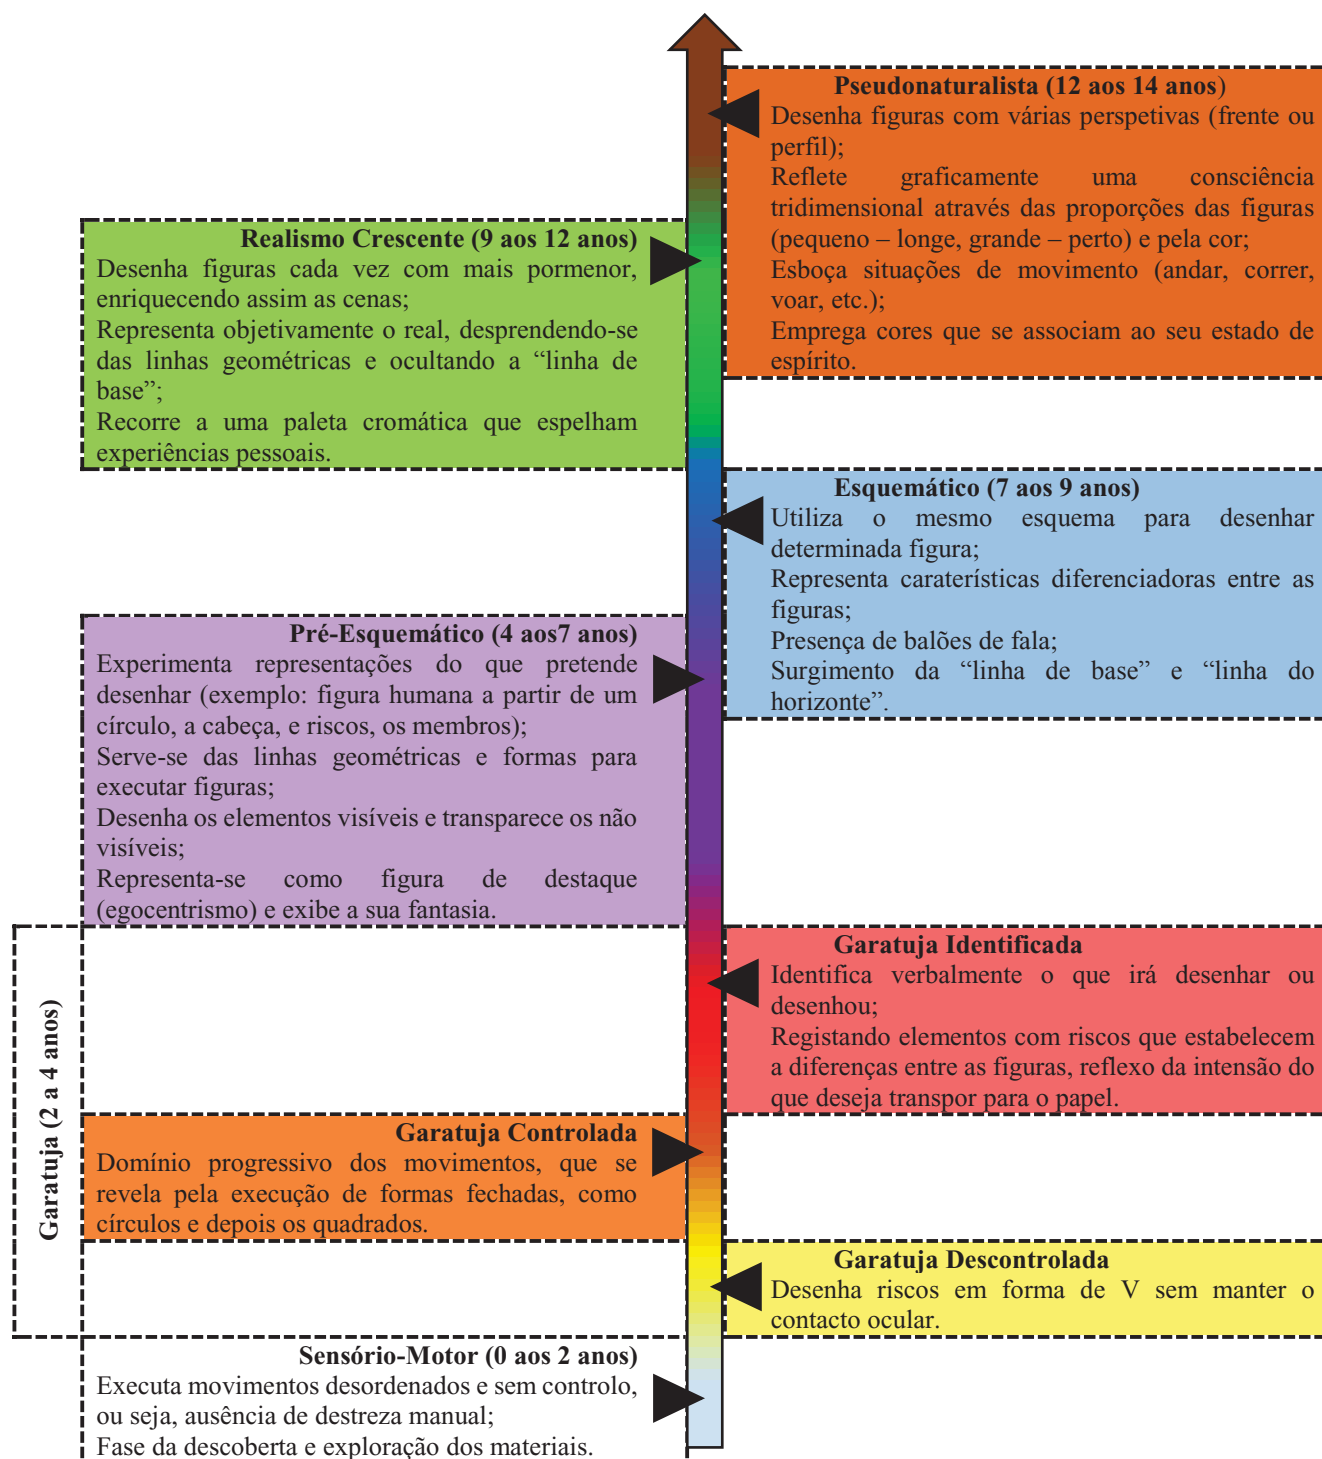 Pseudonaturalista (12 aos 14 anos)
Desenha figuras com várias perspetivas (frente ou
perfil);
Reflete graficamente uma consciência
tridimensional através das proporções das figuras
(pequeno – longe, grande – perto) e pela cor;
Esboça situações de movimento (andar, correr,
voar, etc.);
Emprega cores que se associam ao seu estado de
espírito.
Realismo Crescente (9 aos 12 anos)
Desenha figuras cada vez com mais pormenor,
enriquecendo assim as cenas;
Representa objetivamente o real, desprendendo-se
das linhas geométricas e ocultando a “linha de
base”;
Recorre a uma paleta cromática que espelham
experiências pessoais.
Esquemático (7 aos 9 anos)
Utiliza o mesmo esquema para desenhar
determinada figura;
Representa caraterísticas diferenciadoras entre as
figuras;
Presença de balões de fala;
Surgimento da “linha de base” e “linha do
horizonte”.
Pré-Esquemático (4 aos7 anos)
Experimenta representações do que pretende
desenhar (exemplo: figura humana a partir de um
círculo, a cabeça, e riscos, os membros);
Serve-se das linhas geométricas e formas para
executar figuras;
Desenha os elementos visíveis e transparece os não
visíveis;
Representa-se como figura de destaque
(egocentrismo) e exibe a sua fantasia.
Garatuja (2 a 4 anos)
Garatuja Identificada
Identifica verbalmente o que irá desenhar ou
desenhou;
Registando elementos com riscos que estabelecem
a diferenças entre as figuras, reflexo da intensão do
que deseja transpor para o papel.
Garatuja Controlada
Domínio progressivo dos movimentos, que se
revela pela execução de formas fechadas, como
círculos e depois os quadrados.
Garatuja Descontrolada
Desenha riscos em forma de V sem manter o
contacto ocular.
Sensório-Motor (0 aos 2 anos)
Executa movimentos desordenados e sem controlo,
ou seja, ausência de destreza manual;
Fase da descoberta e exploração dos materiais.